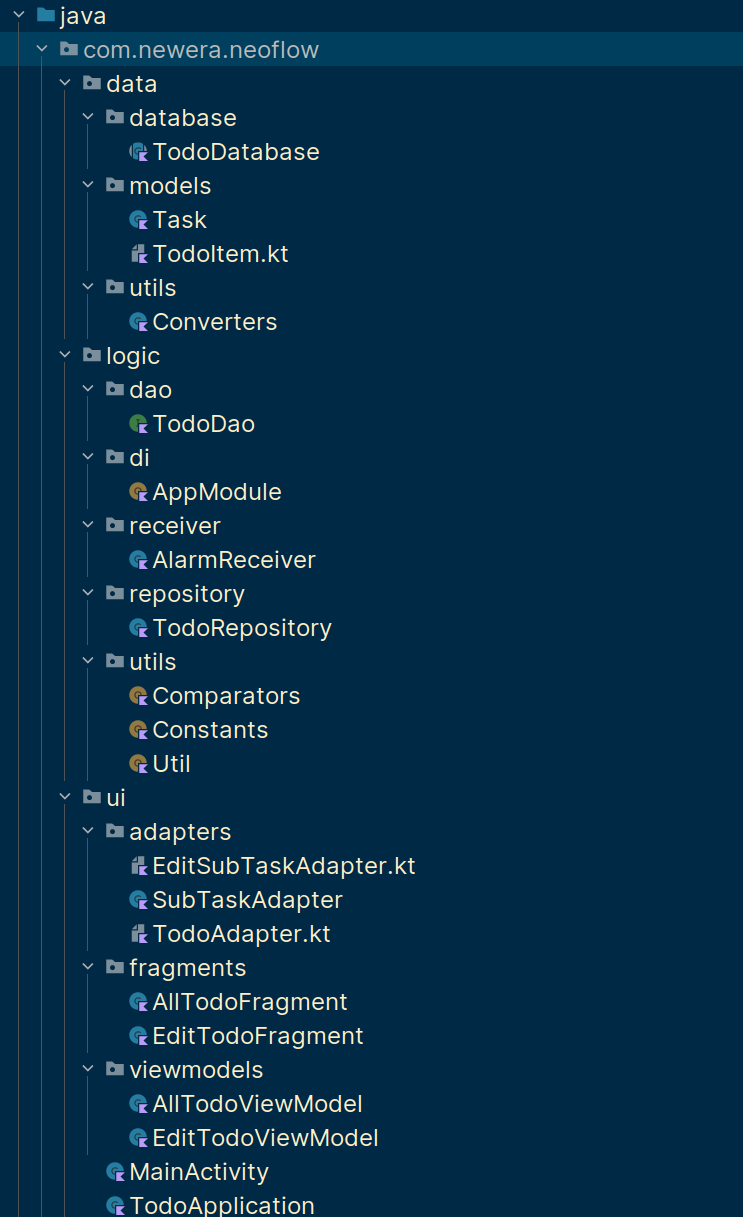 java
com.newera.neoflow
data
database
TodoDatabase
models
Task
TodoItem.kt
utils
Converters
logic
dao
TodoDao
di
AppModule
receiver
AlarmReceiver
repository
TodoRepository
utils
Comparators
Constants
Util
ui
adapters
EditSubTaskAdapter.kt
SubTaskAdapter
TodoAdapter.kt
fragments
AllTodoFragment
EditTodoFragment
viewmodels
AllTodoViewModel
EditTodoViewModel
MainActivity
TodoApplication